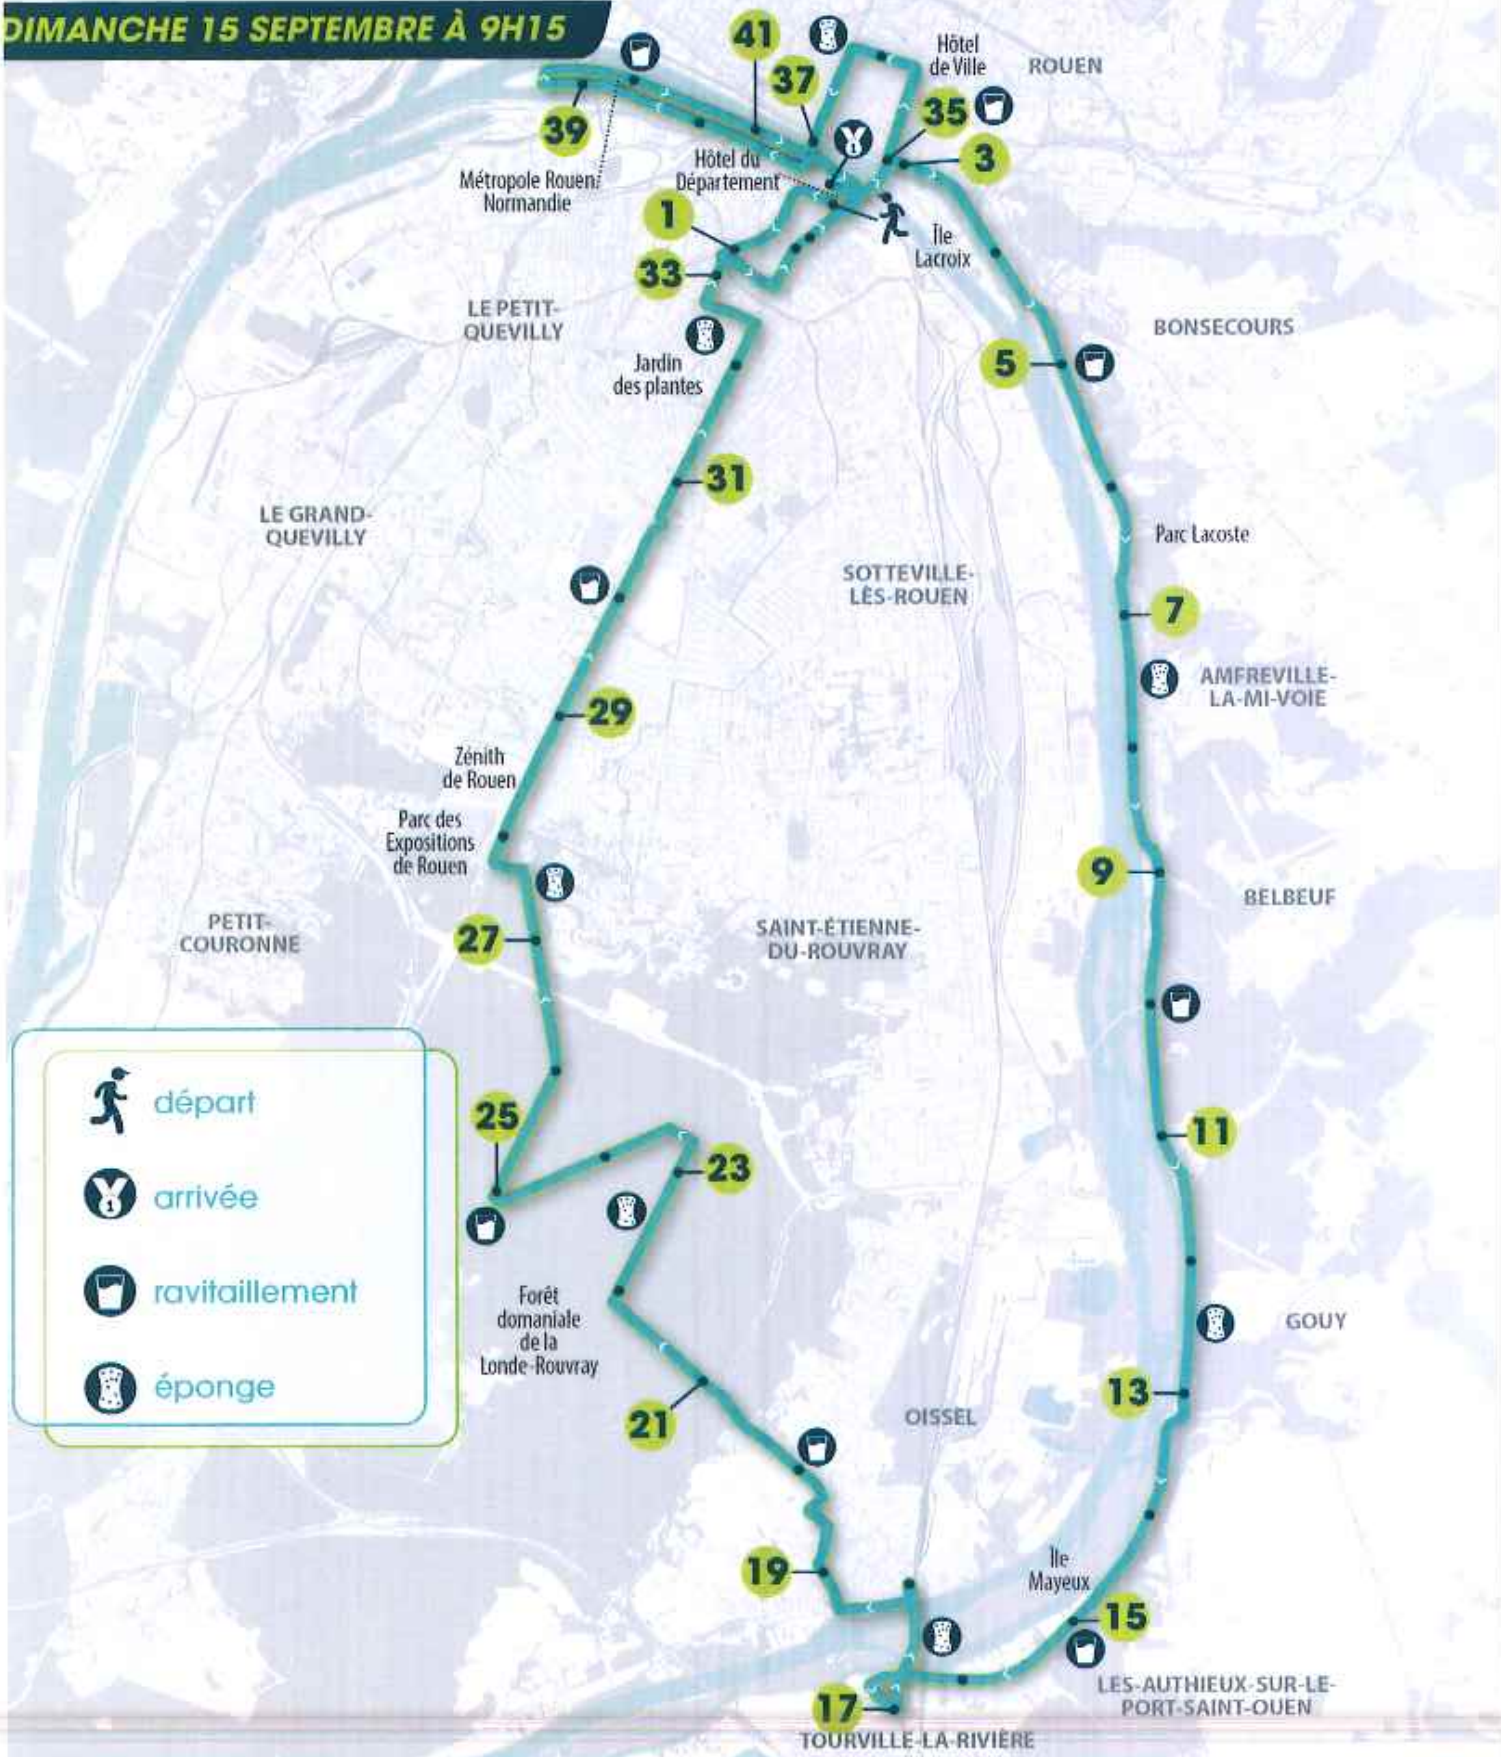 DIMANCHE 15 SEPTEMBRE À 9H15
41
37
Hôtel
de Ville
ROUEN
35
39
3
Hôtel du
Département
Métropole Rouen
Normandie
1
33
Île
Lacroix
LE PETIT-
QUEVILLY
BONSECOURS
5
Jardin
des plantes
31
LE GRAND-
QUEVILLY
Parc Lacoste
SOTTEVILLE-
LÈS-ROUEN
7
AMFREVILLE-
LA-MI-VOIE
29
Zénith
de Rouen
Parc des
Expositions
de Rouen
9
BELBEUF
PETIT-
COURONNE
27
SAINT-ÉTIENNE-
DU-ROUVRAY
départ
25
11
23
arrivée
ravitaillement
Forêt
domaniale
de la
Londe-Rouvray
GOUY
éponge
13
21
OISSEL
19
Île
Mayeux
15
17
LES-AUTHIEUX-SUR-LE-
PORT-SAINT-OUEN
TOURVILLE-LA-RIVIÈRE